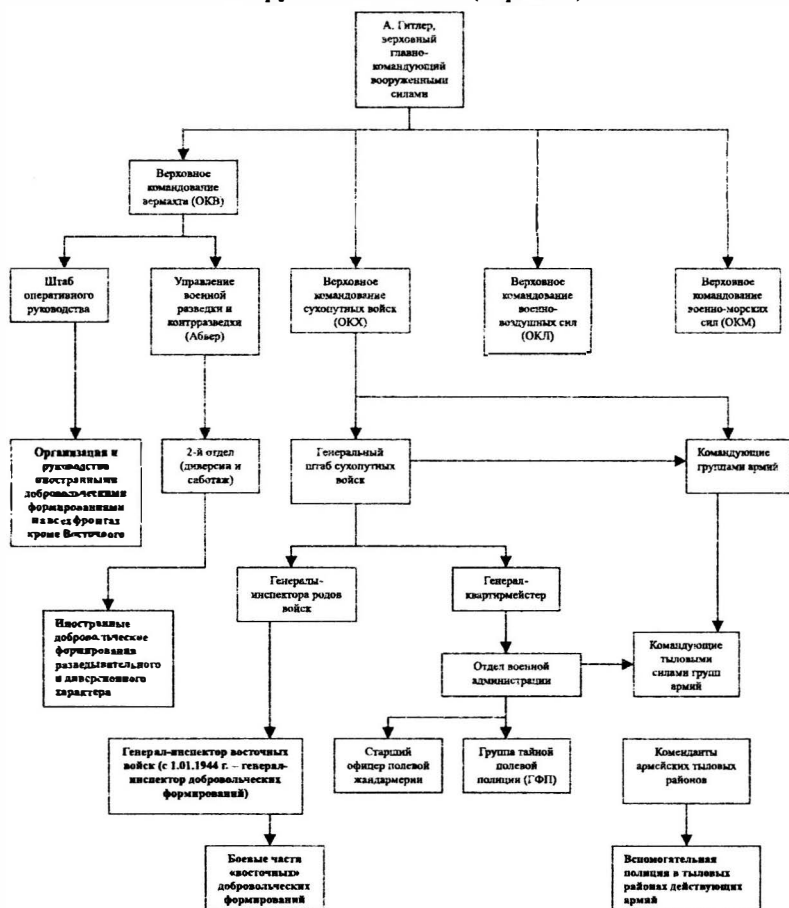 А. Гитлер,
верховный
главно-
командующий
вооруженными
силами
Верховное
командование
вермахта (ОКВ)
Штаб
оперативного
руководства
Управление
военной
разведки и
контрразведки
(Абвер)
Верховное
командование
сухопутных войск
(ОКХ)
Верховное
командование
военно-
воздушных сил
(ОКЛ)
Верховное
командование
военно-морских
сил (ОКМ)
Организация и
руководство
иностранными
добровольческими
формированиями
на всех фронтах
кроме Восточного
2-й отдел
(диверсия и
саботаж)
Генеральный
штаб сухопутных
войск
Командующие
группами армий
Генералы-
инспектора родов
войск
Генерал-
квартирмейстер
Иностранные
добровольческие
формирования
разведывательного
и диверсионного
характера
Отдел военной
администрации
Командующие
тыловыми
силами групп
армий
Генерал-инспектор восточных
войск (с 1.01.1944 г. – генерал-
инспектор добровольческих
формирований)
Старший
офицер полевой
жандармерии
Группа тайной
полевой
полиции (ГФП)
Коменданты
армейских тыловых
районов
Боевые части
«восточных»
добровольческих
формирований
Вспомогательная
полиция в тыловых
районах действующих
армий